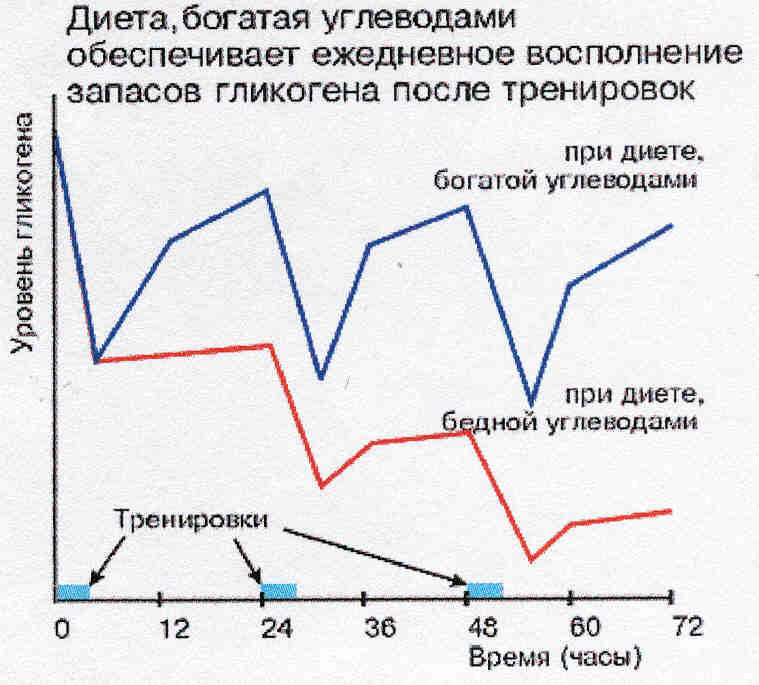 Диета, богатая углеводами
обеспечивает ежедневное восполнение
запасов гликогена после тренировок
Уровень гликогена
при диете,
богатой углеводами
при диете,
бедной углеводами
Тренировки
0 12 24 36 48 60 72
Время (часы)